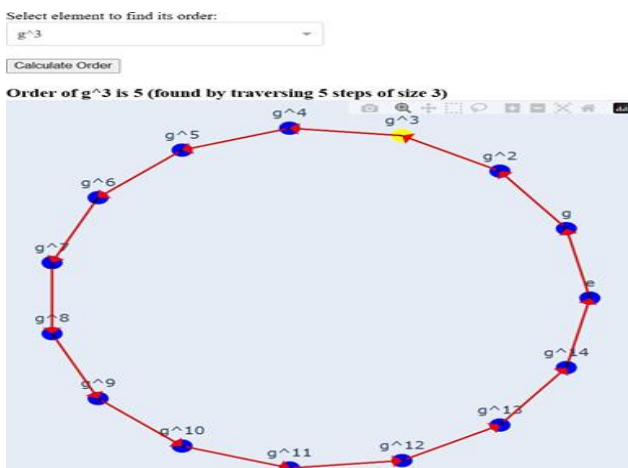 Select element to find its order:
g^3
Calculate Order
Order of g^3 is 5 (found by traversing 5 steps of size 3)
g^4
g^3
g^5
g^2
g^6
g
g^7
e
g^8
g^14
g^9
g^13
g^10
g^12
g^11